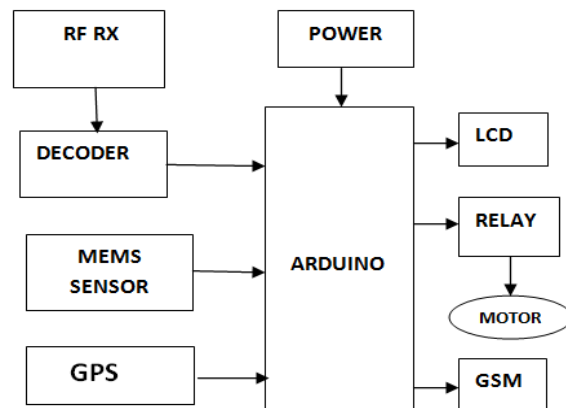 RF RX
POWER
DECODER
LCD
MEMS
SENSOR
ARDUINO
RELAY
MOTOR
GPS
GSM